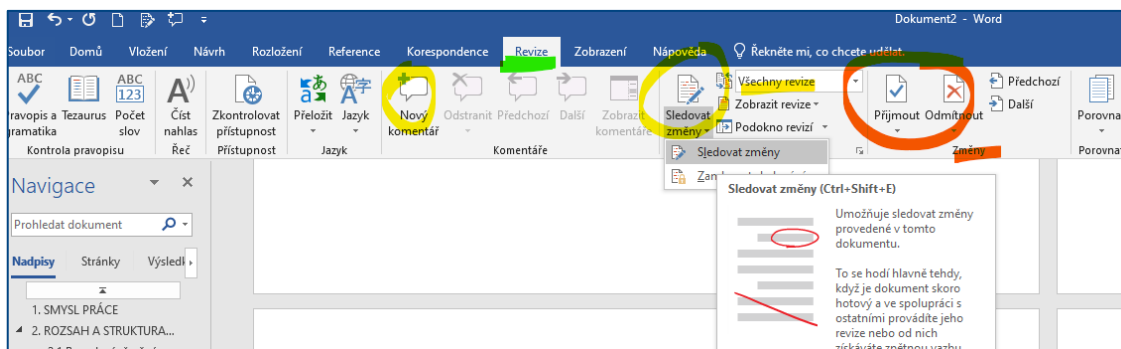 Dokument2 - Word
Soubor Domů Vložení Návrh Rozložení Reference Korespondence Revize Zobrazení Nápověda Řekněte mi, co chcete udělat.
ABC
ABC
123
Tezaurus
Počet
slov
Číst
nahlas
Zkontrolovat
přístupnost
Přeložit
Jazyk
Nový
komentář
Odstranit
Předchozí
Další
Zobrazit
komentáře
Sledovat
změny
Všechny revize
Zobrazit revize
Podokno revizí
Přijmout
Odmítnout
Předchozí
Další
Kontrola pravopisu
Řeč
Přístupnost
Jazyk
Komentáře
Změny
Sledovat změny
Navigace
Prohledat dokument
Nadpisy Stránky
1. SMYSL PRÁCE
2. ROZSAH A STRUKTURA...
Sledovat změny (Ctrl+Shift+E)
Umožňuje sledovat změny
provedené v tomto
dokumentu.
To se hodí hlavně tehdy,
když je dokument skoro
hotový a ve spolupráci s
ostatními provádíte jeho
revize nebo od nich
získáváte zpětnou vazbu